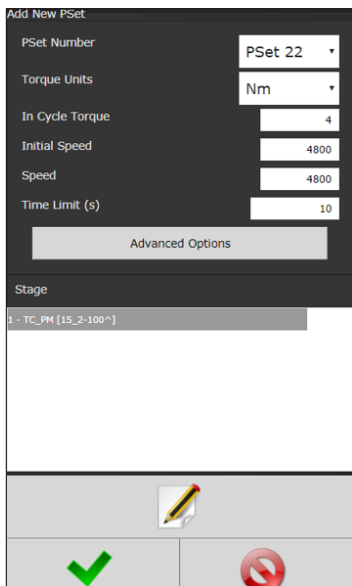 Add New PSet
PSet Number
PSet 22
Torque Units
Nm
In Cycle Torque
4
Initial Speed
4800
Speed
4800
Time Limit (s)
10
Advanced Options
Stage
1 - TC_PM [15_2-100^]